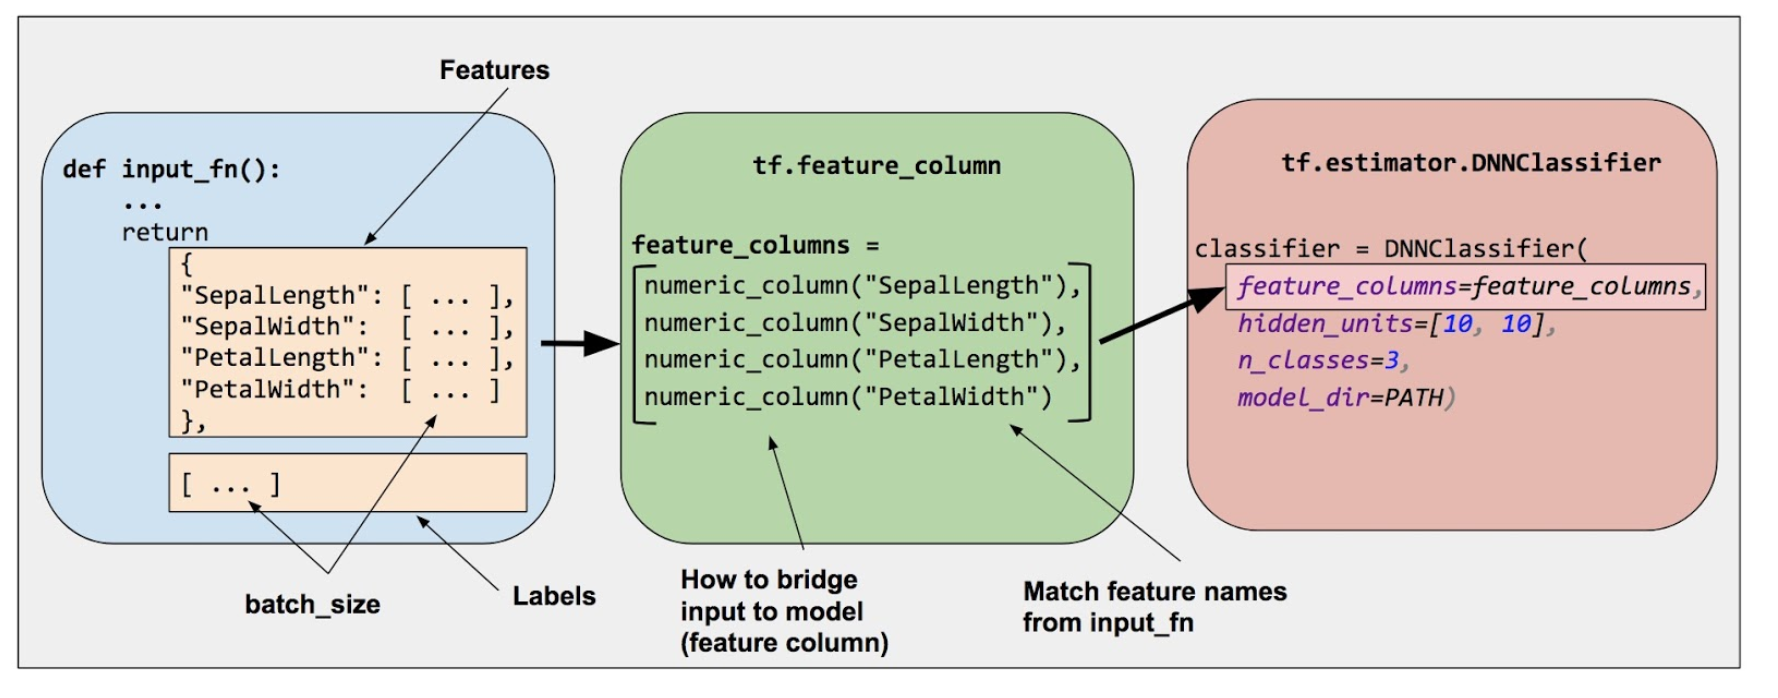 Features
def input_fn():
...
return
{
"SepalLength": [ ... ],
"SepalWidth": [ ... ],
"PetalLength": [ ... ],
"PetalWidth": [ ... ]
},
[ ... ]
batch_size
Labels
tf.feature_column
feature_columns =
[numeric_column("SepalLength"),
numeric_column("SepalWidth"),
numeric_column("PetalLength"),
numeric_column("PetalWidth")]
How to bridge
input to model
(feature column)
Match feature names
from input_fn
tf.estimator.DNNClassifier
classifier = DNNClassifier(
feature_columns=feature_columns,
hidden_units=[10, 10],
n_classes=3,
model_dir=PATH)